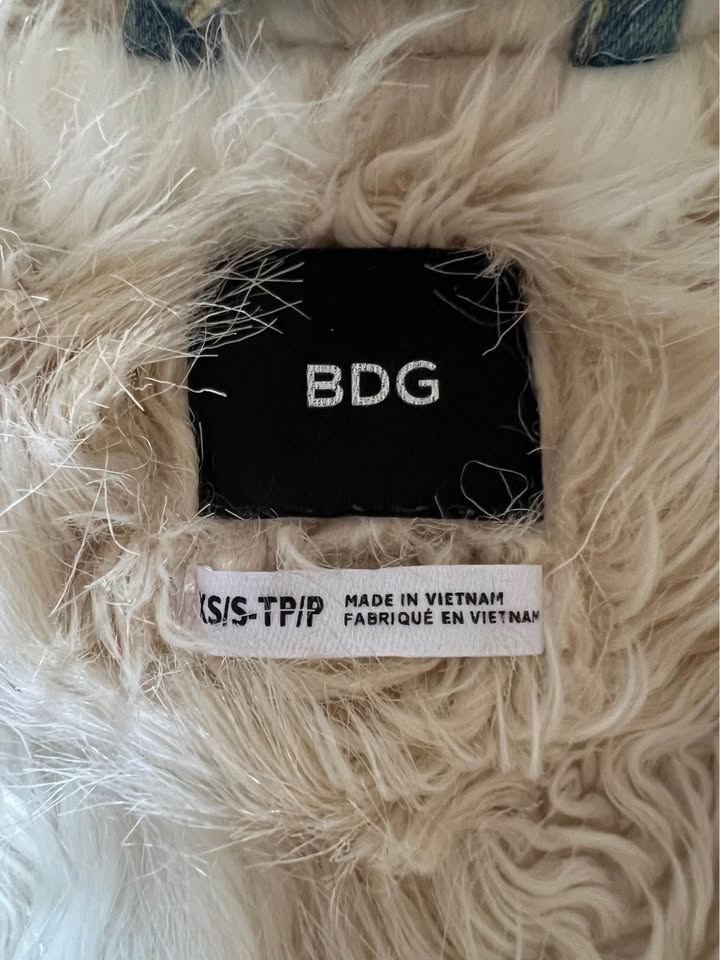 BDG
XS/S-TP/P
MADE IN VIETNAM
FABRIQUÉ EN VIETNAM